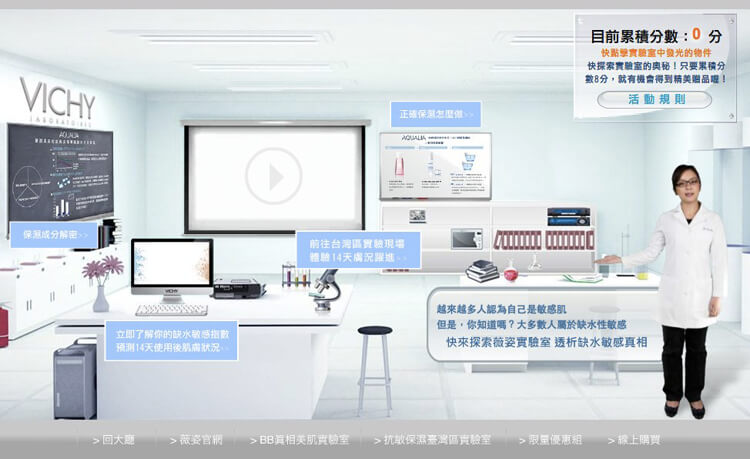 目前累積分數：0 分
快點擊實驗室中發光的物件
快探索實驗室的奧秘！只要累積分
數8分，就有機會得到精美贈品喔！
活動規則
VICHY
LABORATOIRES
AQUALIA
正確保濕怎麼做>>
AQUALIA
保濕成分解密>>
前往台灣區實驗現場
體驗14天膚況躍進>>
VICHY
立即了解你的缺水敏感指數
預測14天使用後肌膚狀況>>
越來越多人認為自己是敏感肌
但是，你知道嗎？大多數人屬於缺水性敏感
快來探索薇姿實驗室 透析缺水敏感真相
> 回大廳
> 薇姿官網
> BB真相美肌實驗室
> 抗敏保濕臺灣區實驗室
> 限量優惠組
> 線上購買